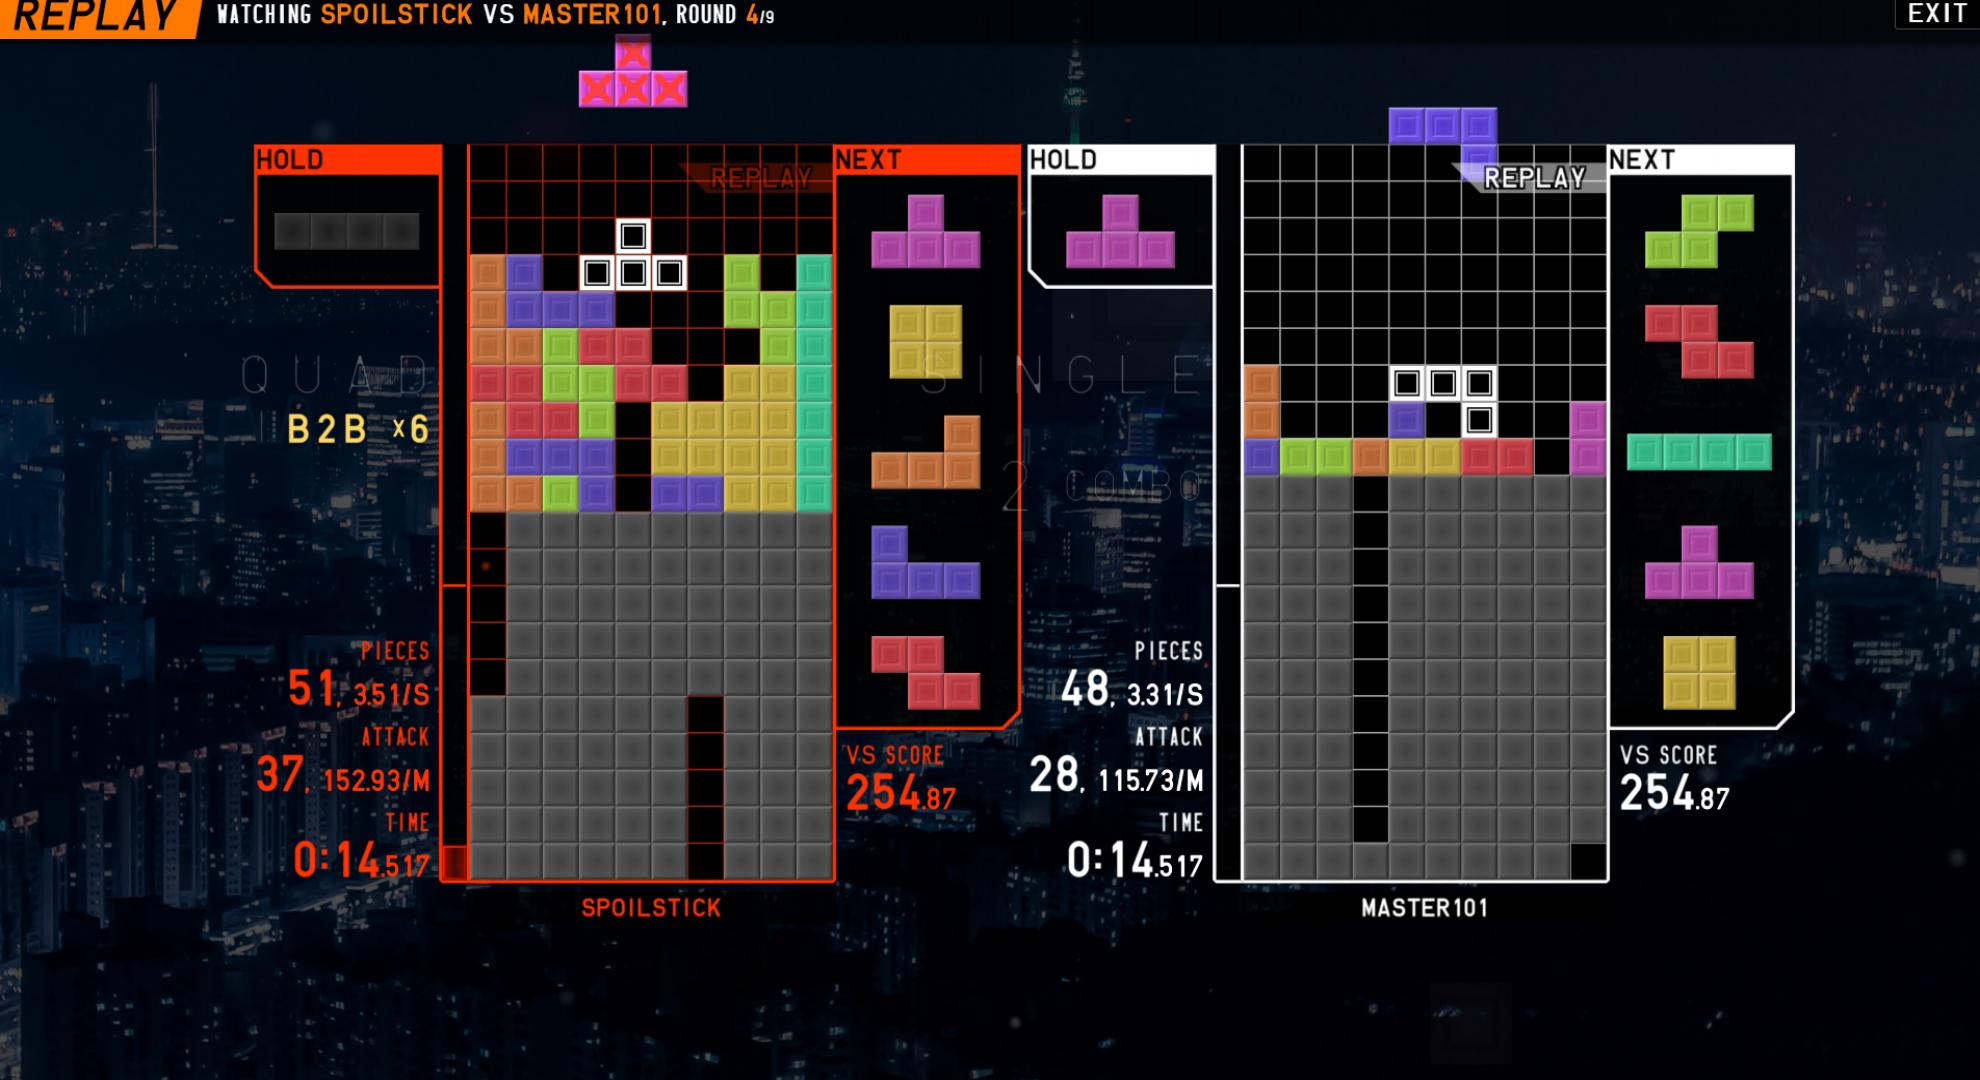 REPLAY WATCHING SPOILSTICK VS MASTER101, ROUND 4/9
EXIT
HOLD
NEXT
REPLAY
QUAD
B2B ×6
PIECES
51, 3.51/S
ATTACK
37, 152.93/M
TIME
0:14.517
VS SCORE
254.87
SPOILSTICK
HOLD
NEXT
REPLAY
SINGLE
2 COMBO
PIECES
48, 3.31/S
ATTACK
28, 115.73/M
TIME
0:14.517
VS SCORE
254.87
MASTER101